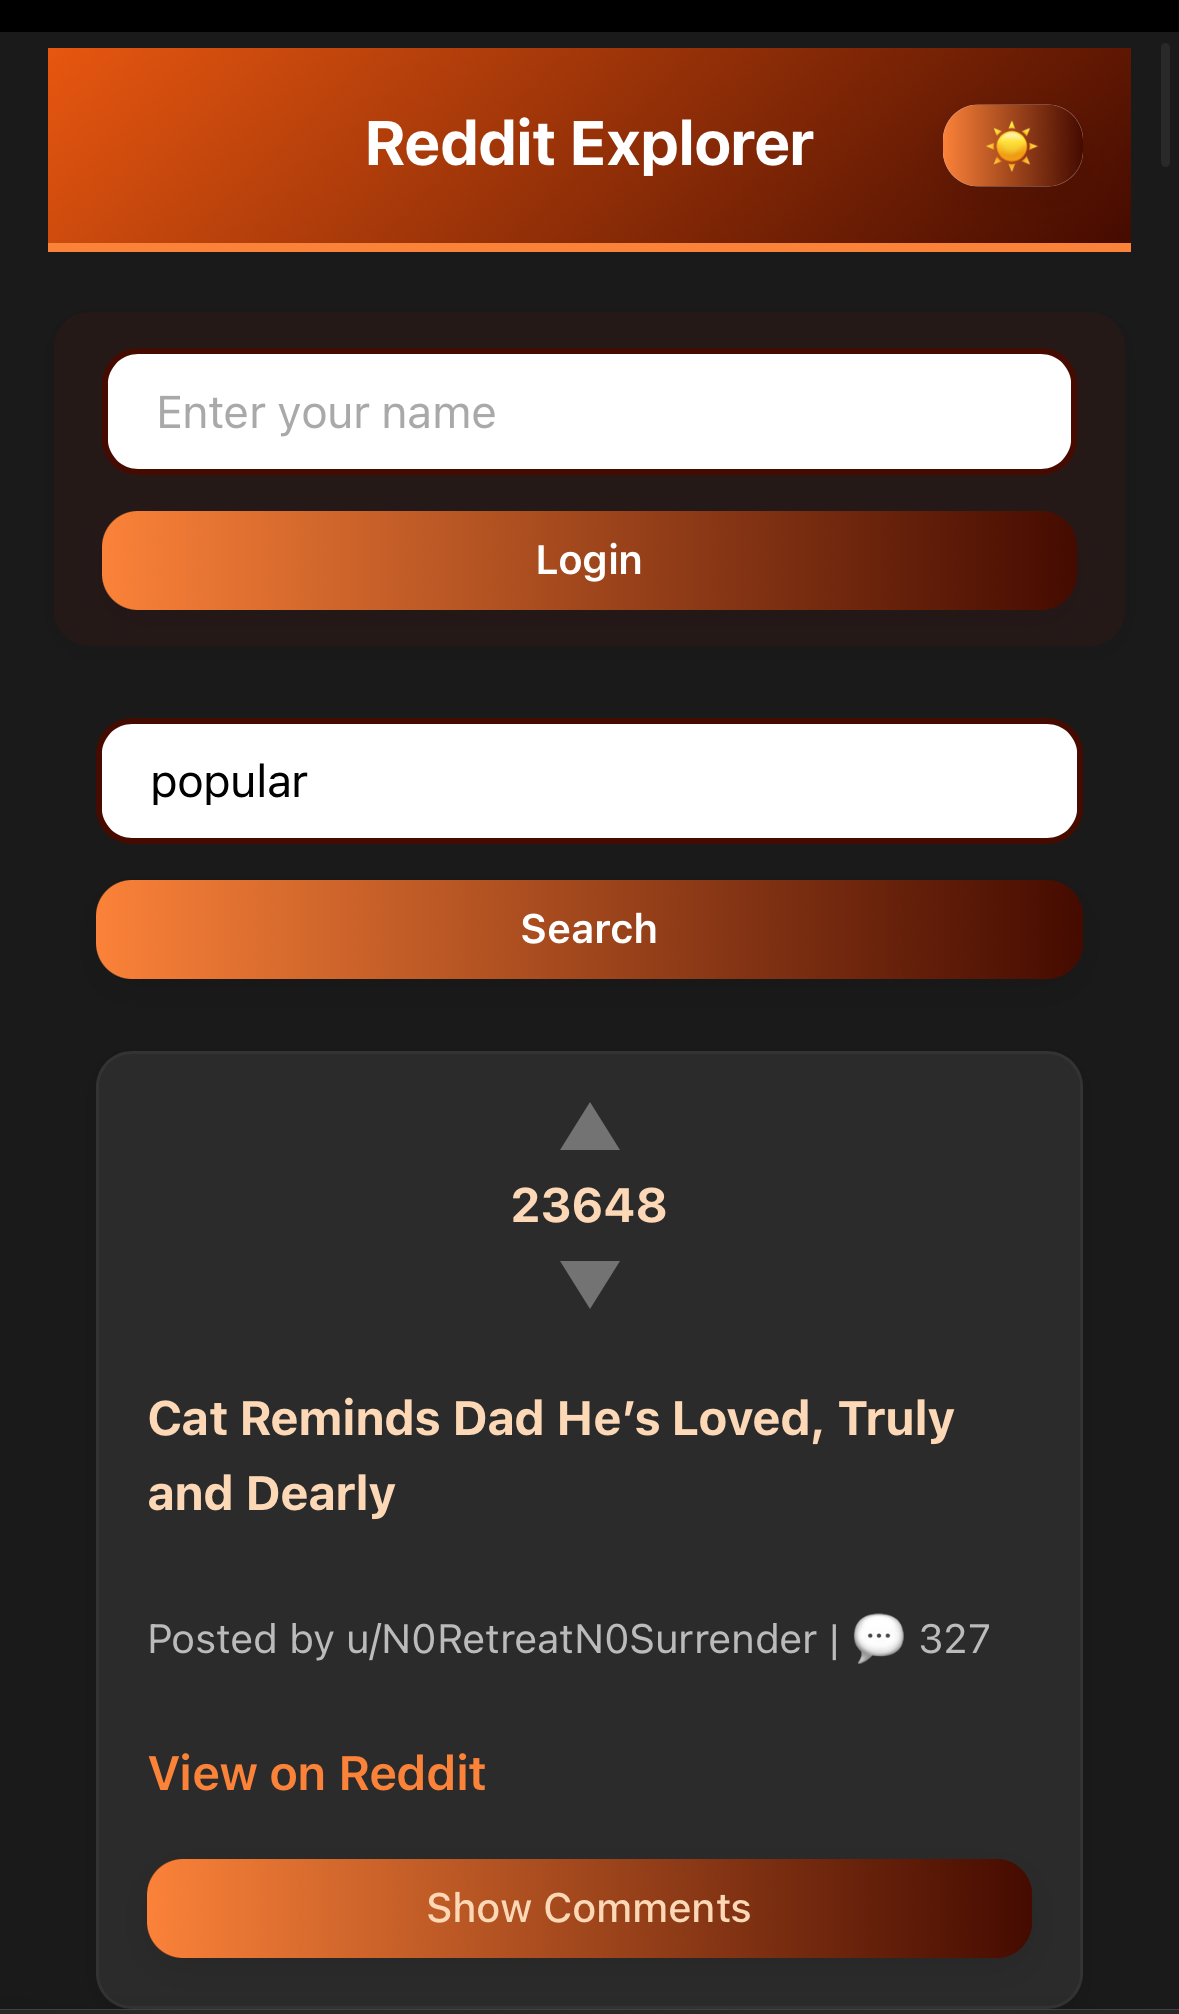 Reddit Explorer
Enter your name
Login
popular
Search
23648
Cat Reminds Dad He’s Loved, Truly
and Dearly
Posted by u/N0RetreatN0Surrender | 💬 327
View on Reddit
Show Comments